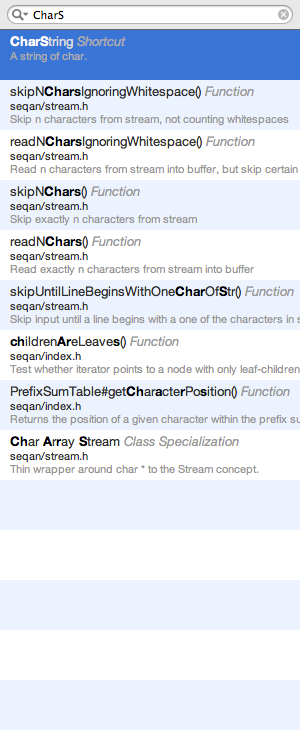 CharS
CharString Shortcut
A string of char.
skipNCharsIgnoringWhitespace() Function
seqan/stream.h
Skip n characters from stream, not counting whitespaces
readNCharsIgnoringWhitespace() Function
seqan/stream.h
Read n characters from stream into buffer, but skip certain
skipNChars() Function
seqan/stream.h
Skip exactly n characters from stream
readNChars() Function
seqan/stream.h
Read exactly n characters from stream into buffer
skipUntilLineBeginsWithOneCharOfStr() Function
seqan/stream.h
Skip input until a line begins with a one of the characters in s
childrenAreLeaves() Function
seqan/index.h
Test whether iterator points to a node with only leaf-children
PrefixSumTable#getCharacterPosition() Function
seqan/index.h
Returns the position of a given character within the prefix su
Char Array Stream Class Specialization
seqan/stream.h
Thin wrapper around char * to the Stream concept.